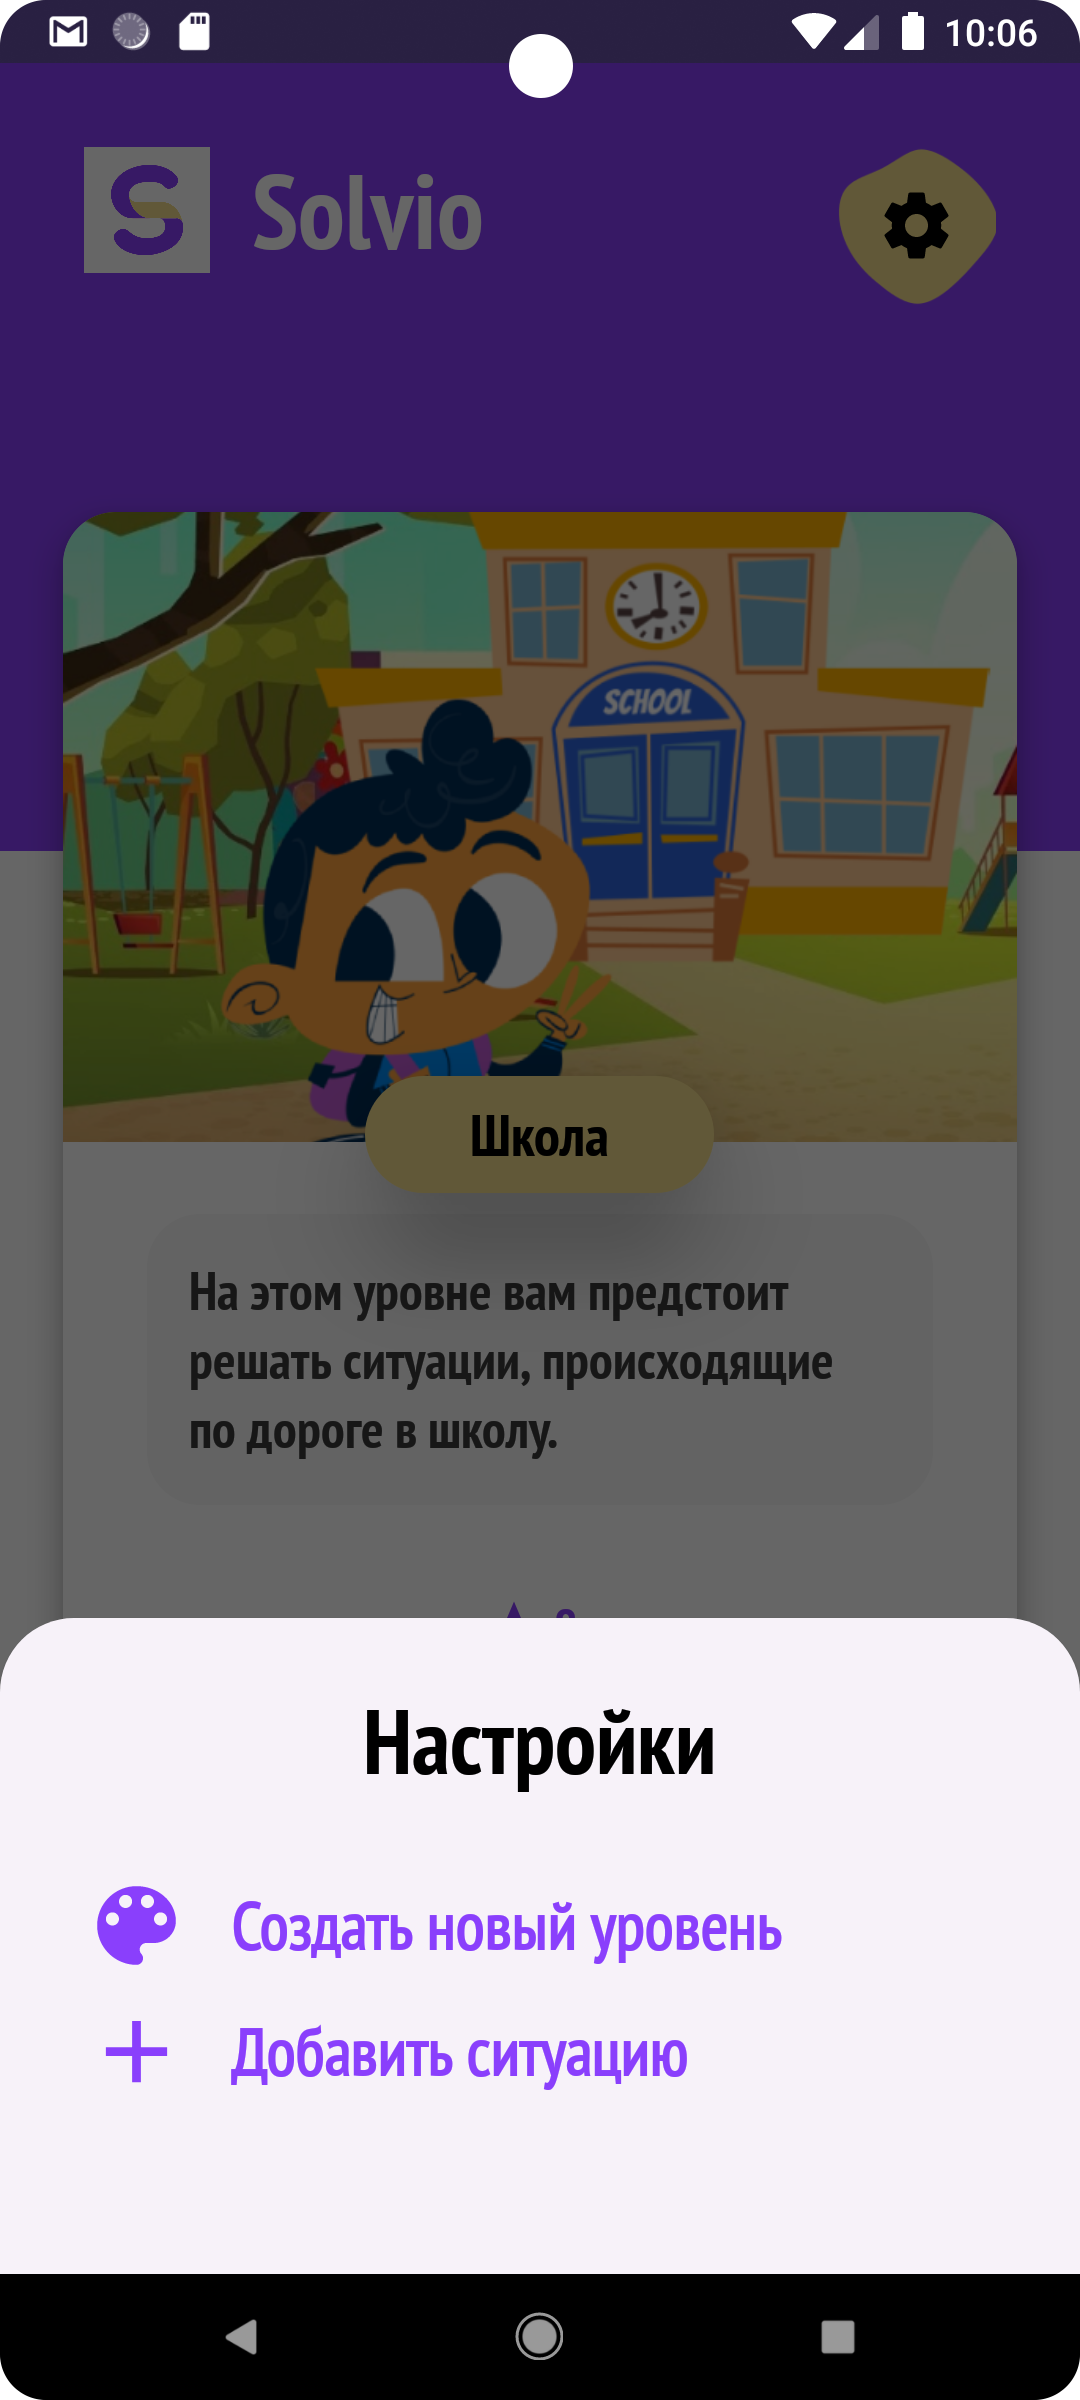 10:06
Solvio
SCHOOL
Школа
На этом уровне вам предстоит
решать ситуации, происходящие
по дороге в школу.
Настройки
Создать новый уровень
Добавить ситуацию